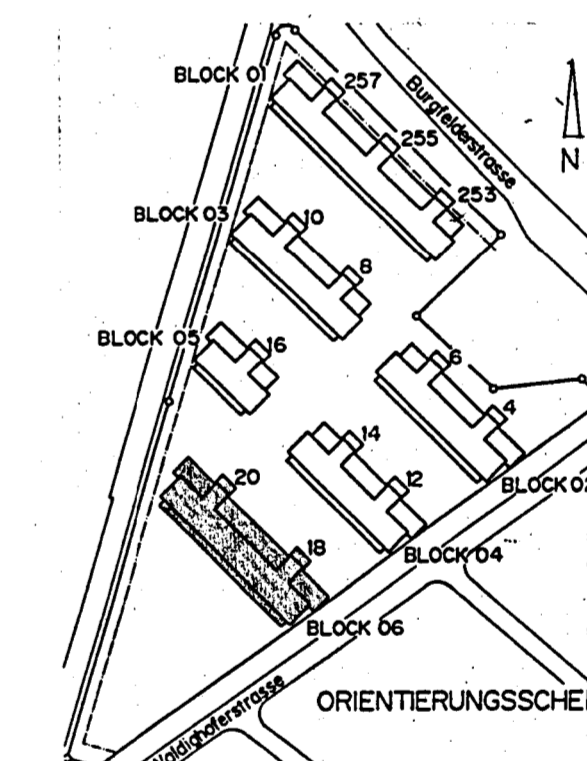 BLOCK 01
257
Burgfelderstrasse
255
N
253
BLOCK 03
10
8
BLOCK 05
16
6
4
14
20
12
BLOCK 02
18
BLOCK 04
BLOCK 06
ORIENTIERUNGSSCHE
Waldighoferstrasse